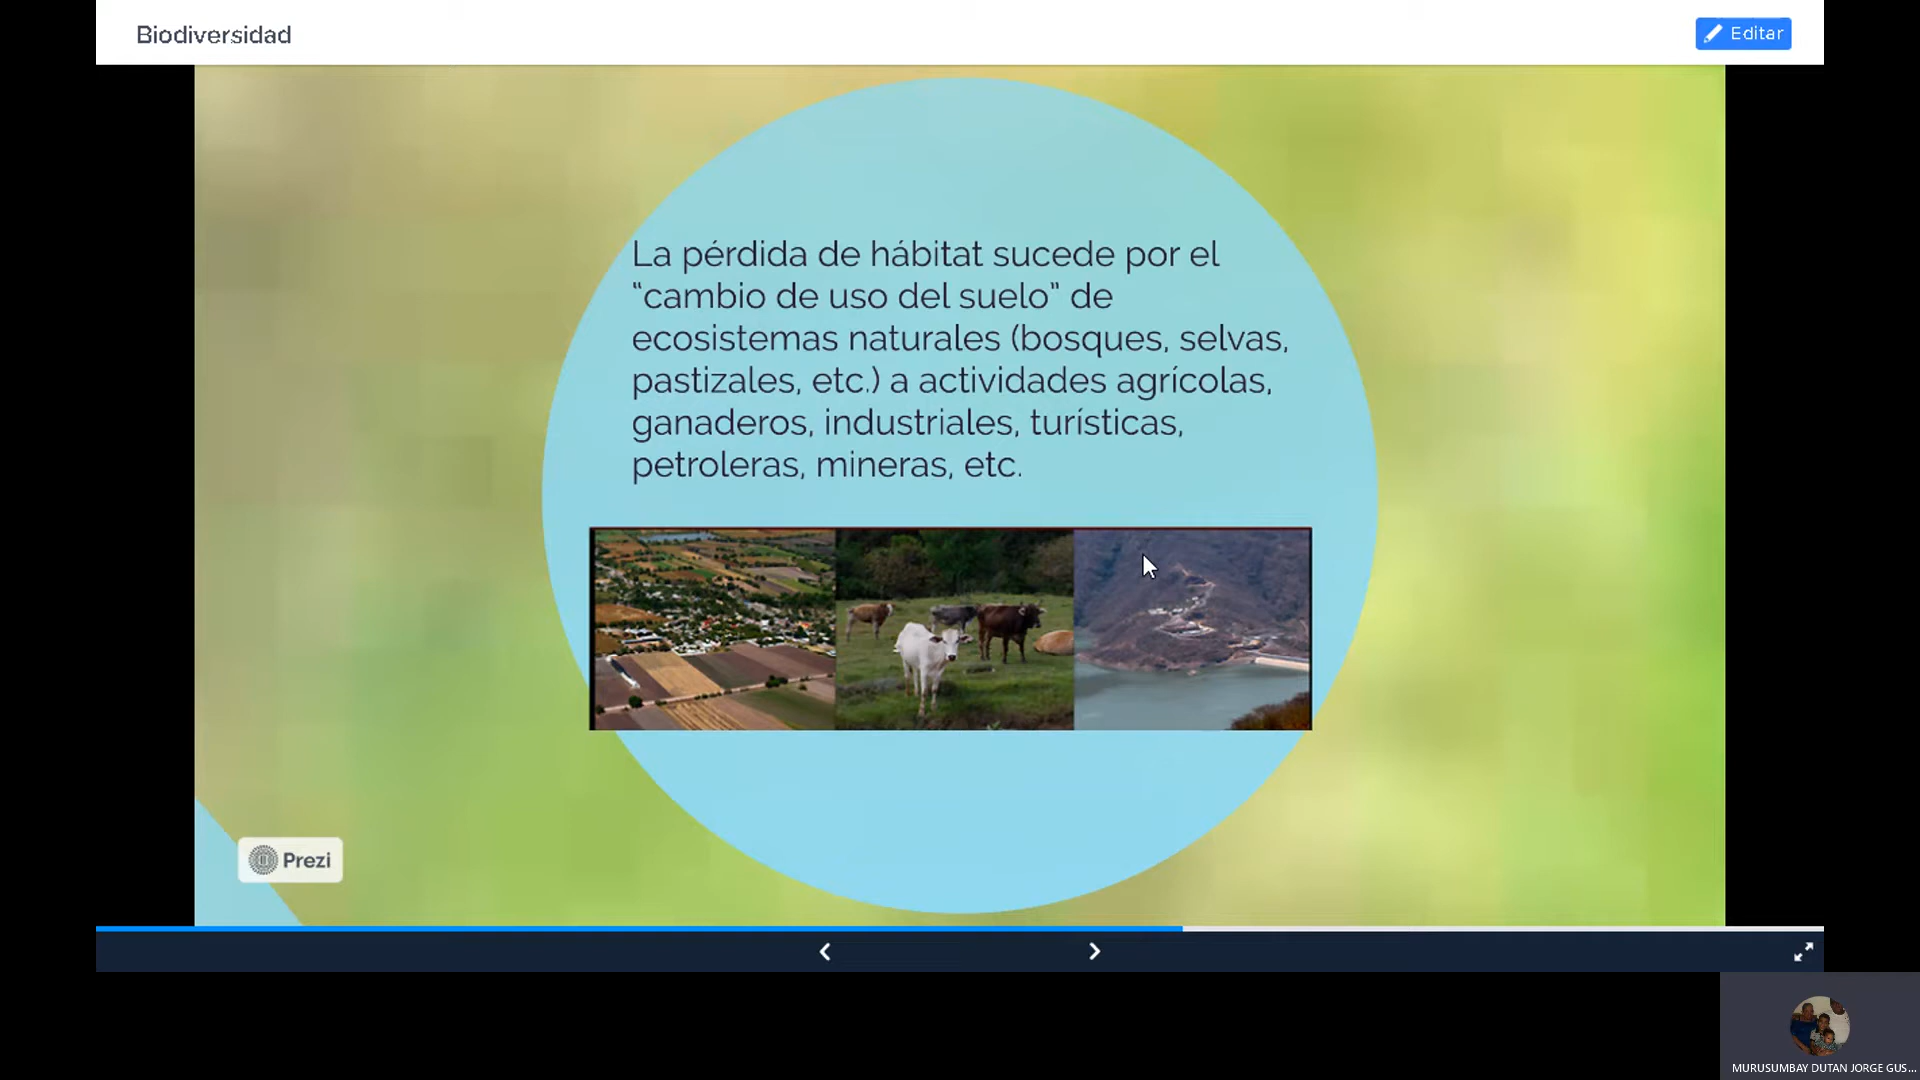 Biodiversidad
Editar
La pérdida de hábitat sucede por el
“cambio de uso del suelo” de
ecosistemas naturales (bosques, selvas,
pastizales, etc.) a actividades agrícolas,
ganaderos, industriales, turísticas,
petroleras, mineras, etc.
Prezi
MURUSUMBAY DUTAN JORGE GUS...